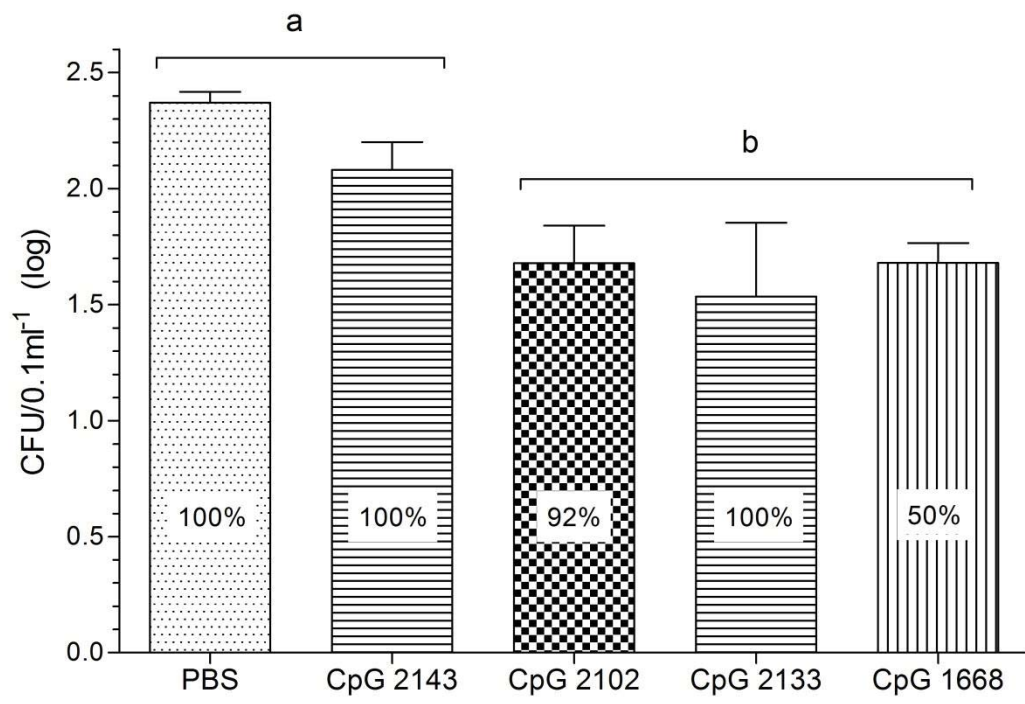 a
b
CFU/0.1ml⁻¹ (log)
2.5
2.0
1.5
1.0
0.5
0.0
100%
100%
92%
100%
50%
PBS
CpG 2143
CpG 2102
CpG 2133
CpG 1668